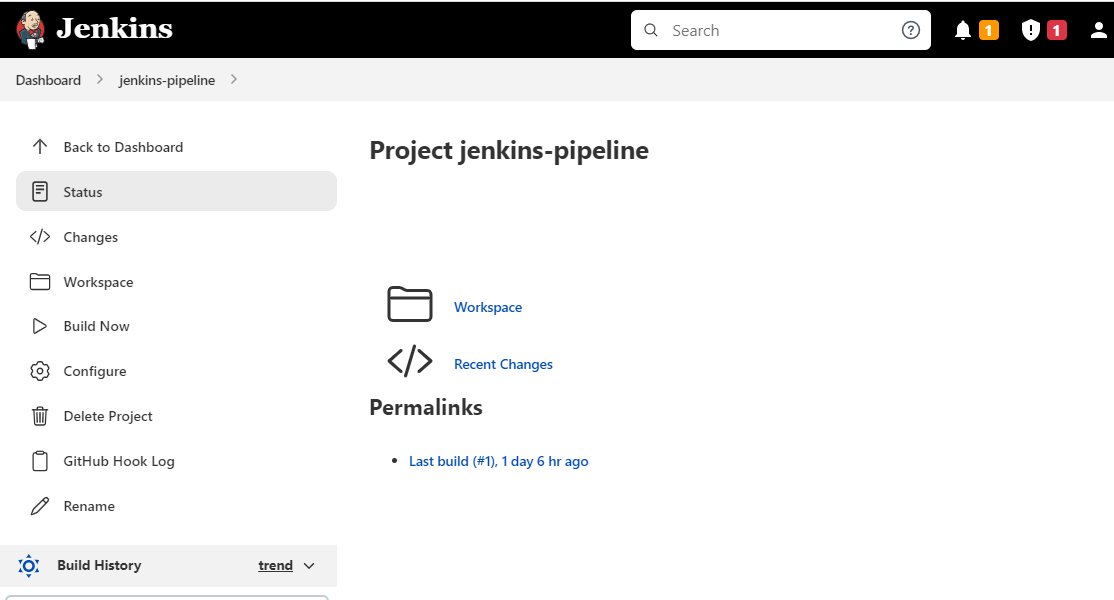 Jenkins
Search
1
1
Dashboard
jenkins-pipeline
Back to Dashboard
Status
Changes
Workspace
Build Now
Configure
Delete Project
GitHub Hook Log
Rename
Build History
trend
Project jenkins-pipeline
Workspace
Recent Changes
Permalinks
Last build (#1), 1 day 6 hr ago